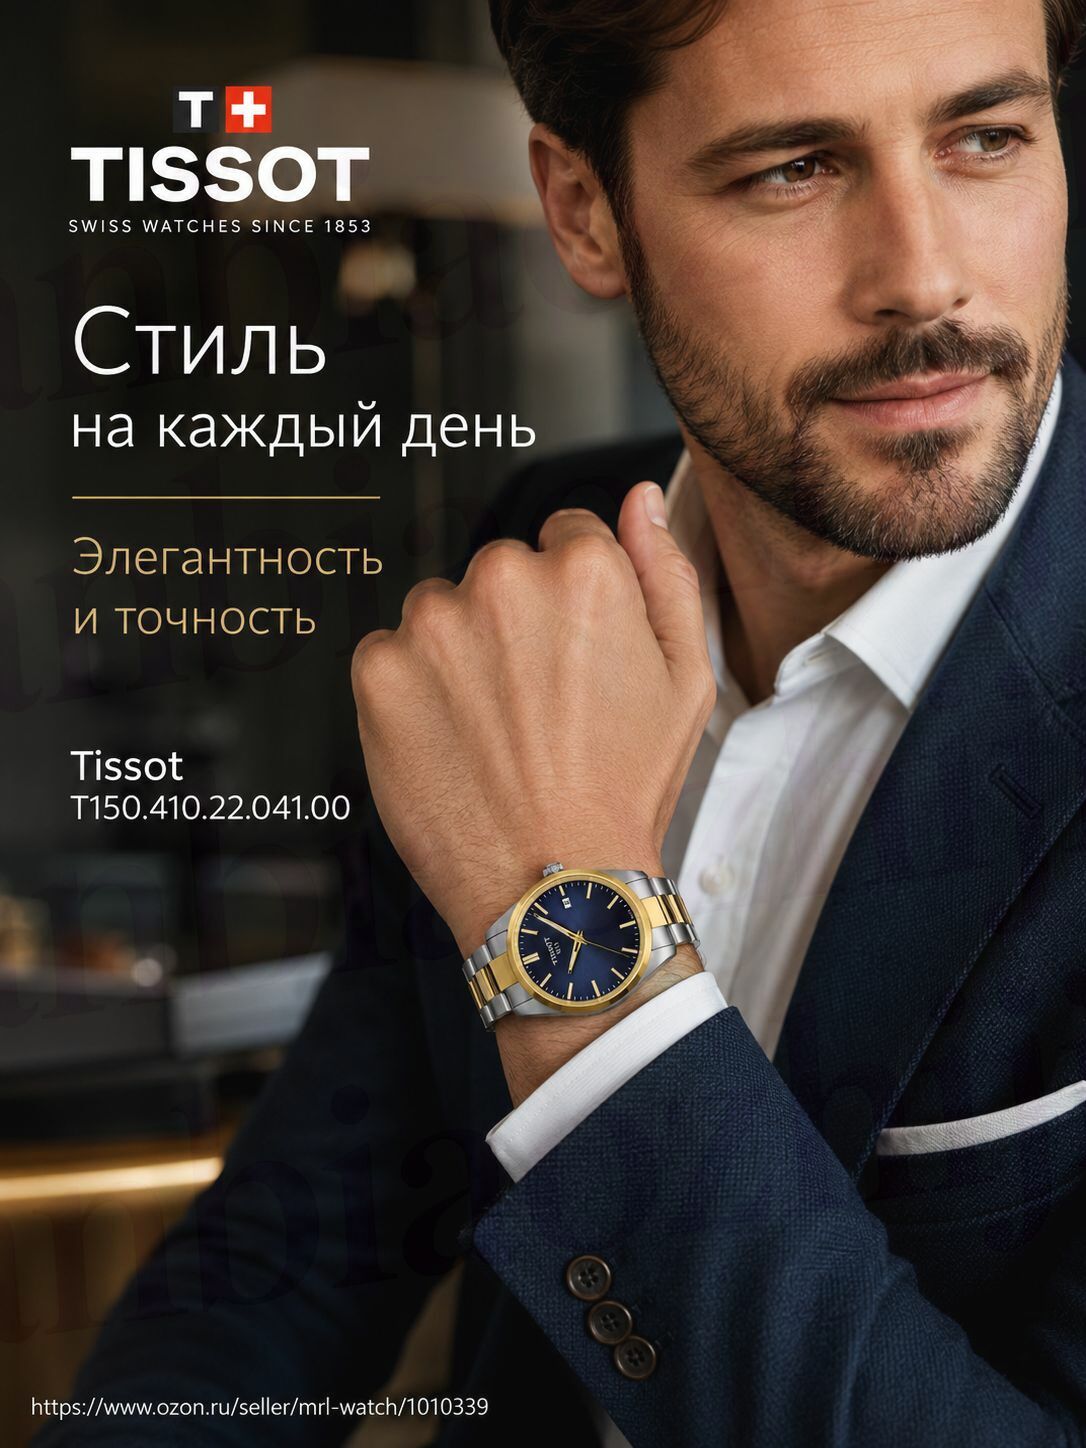 T+
TISSOT
SWISS WATCHES SINCE 1853
Стиль
на каждый день
Элегантность
и точность
Tissot
T150.410.22.041.00
TISSOT
https://www.ozon.ru/seller/mrl-watch/1010339